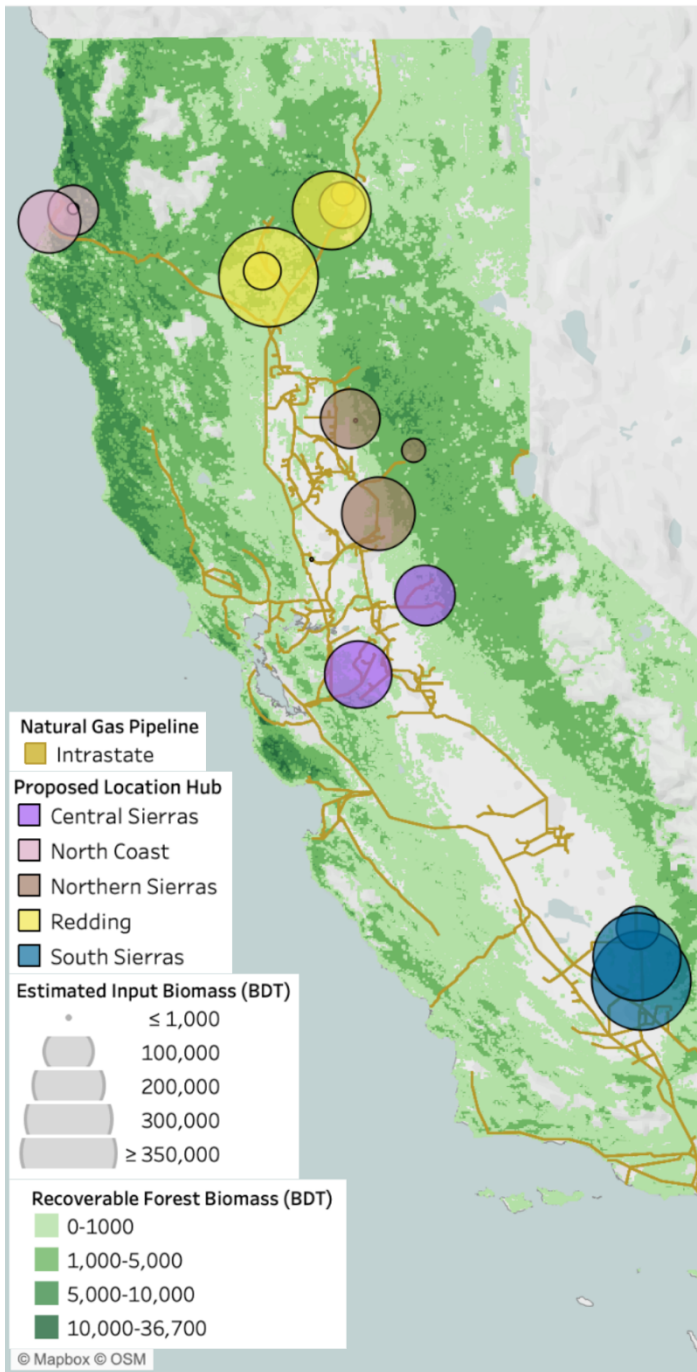 Natural Gas Pipeline
Intrastate
Proposed Location Hub
Central Sierras
North Coast
Northern Sierras
Redding
South Sierras
Estimated Input Biomass (BDT)
≤ 1,000
100,000
200,000
300,000
≥ 350,000
Recoverable Forest Biomass (BDT)
0-1000
1,000-5,000
5,000-10,000
10,000-36,700
© Mapbox © OSM